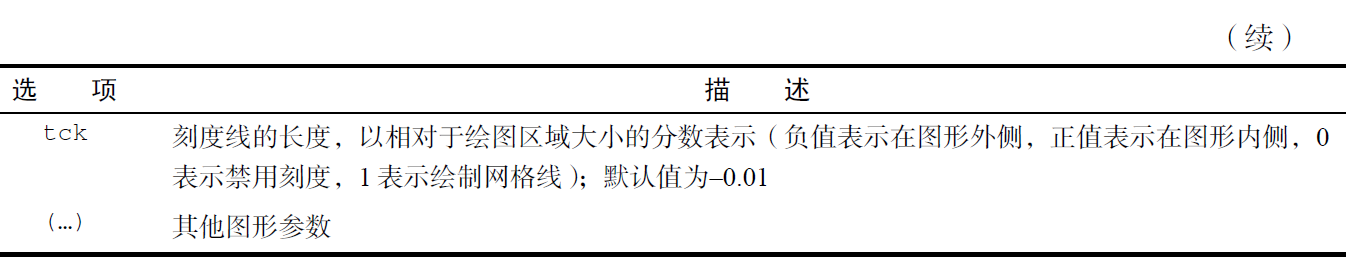 （续）
选　　项　　描　　述
tck　　刻度线的长度，以相对于绘图区域大小的分数表示（负值表示在图形外侧，正值表示在图形内侧，0
表示禁用刻度，1 表示绘制网格线）；默认值为–0.01
(…)　　其他图形参数